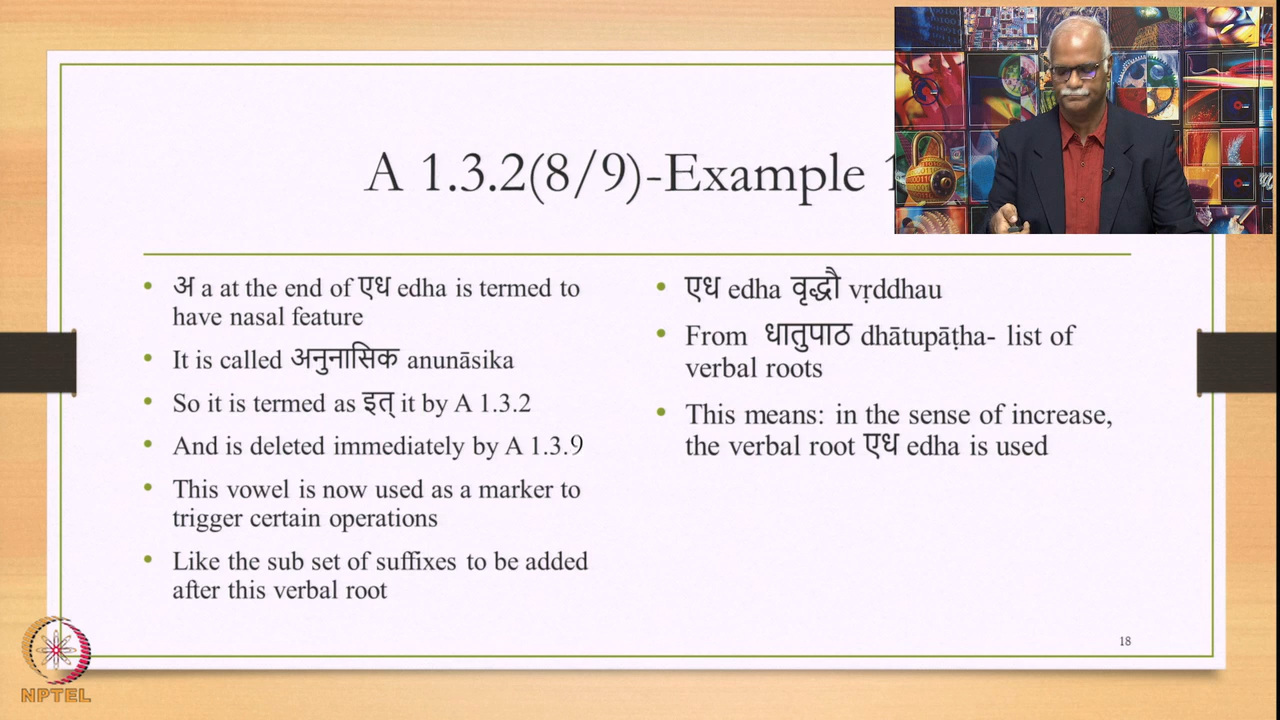 A 1.3.2(8/9)-Example 1
अ a at the end of एध edha is termed to
have nasal feature
It is called अनुनासिक anunāsika
So it is termed as इत् it by A 1.3.2
And is deleted immediately by A 1.3.9
This vowel is now used as a marker to
trigger certain operations
Like the sub set of suffixes to be added
after this verbal root
एध edha वृद्धौ vṛddhau
From धातुपाठ dhātupāṭha- list of
verbal roots
This means: in the sense of increase,
the verbal root एध edha is used
18
NPTEL